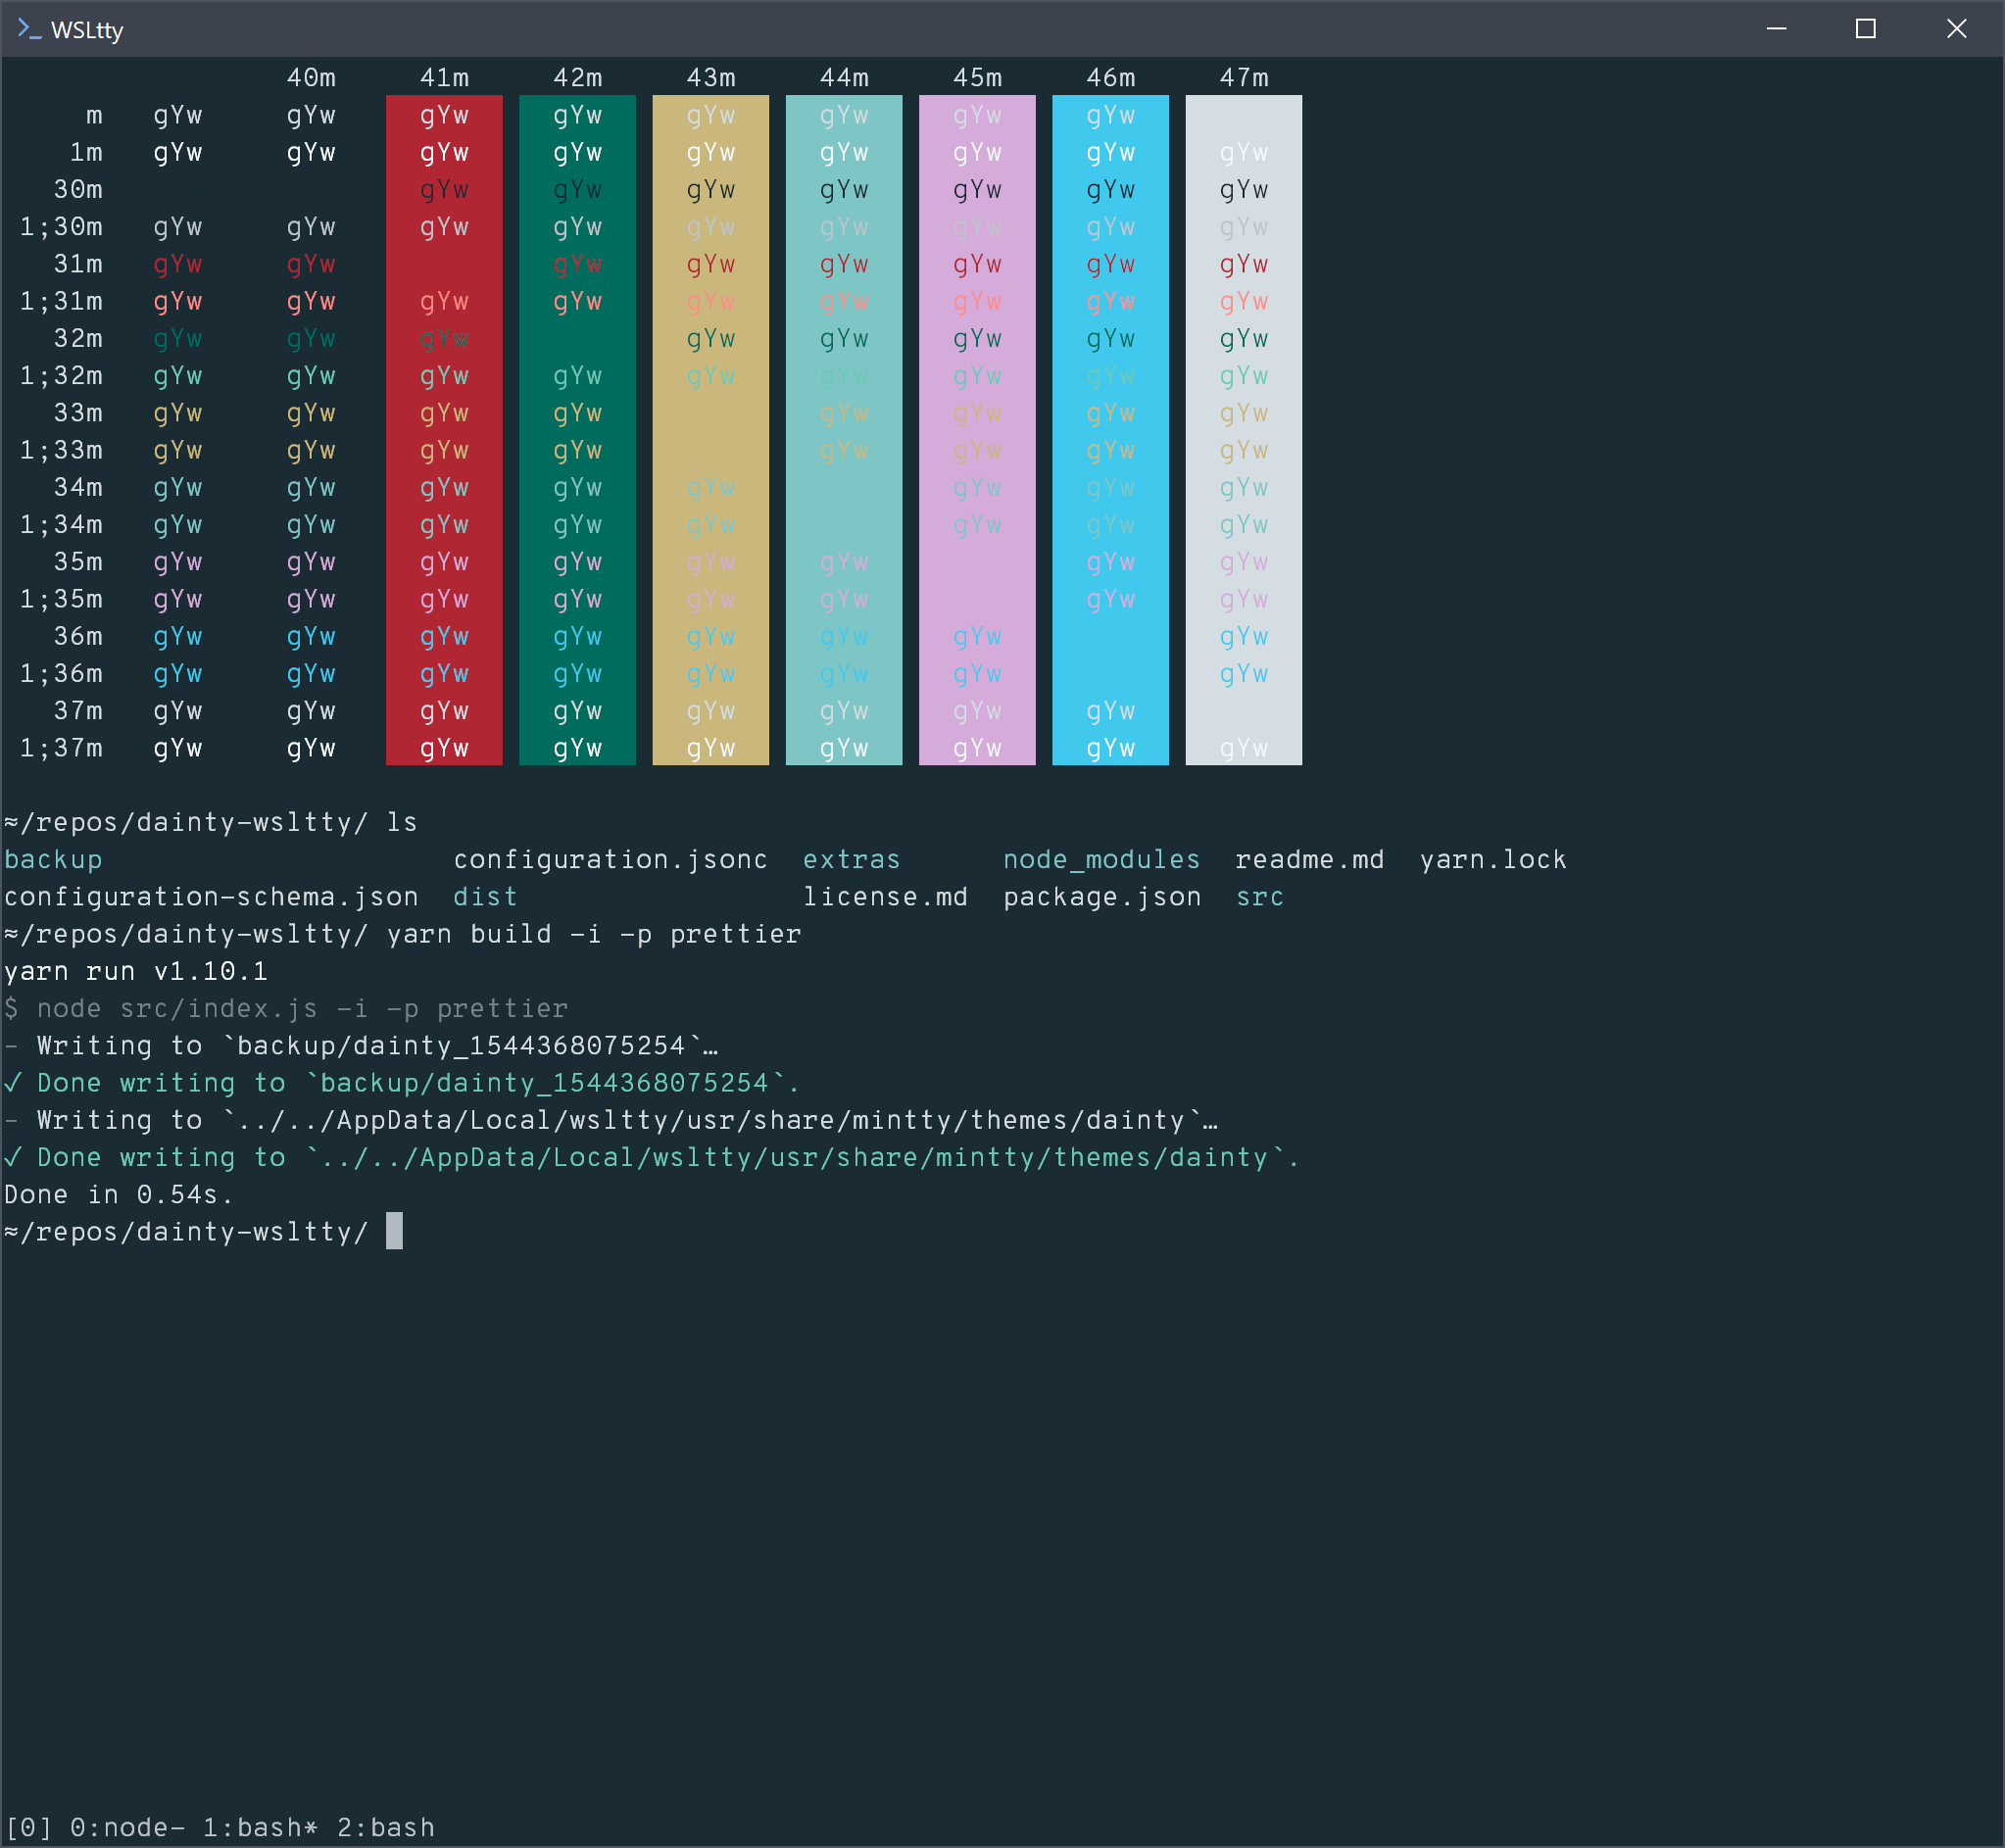 WSLtty
40m 41m 42m 43m 44m 45m 46m 47m
m gYw gYw gYw gYw gYw gYw gYw gYw
1m gYw gYw gYw gYw gYw gYw gYw gYw gYw
30m gYw gYw gYw gYw gYw gYw gYw
1;30m gYw gYw gYw gYw gYw gYw gYw gYw gYw
31m gYw gYw gYw gYw gYw gYw gYw gYw
1;31m gYw gYw gYw gYw gYw gYw gYw gYw gYw
32m gYw gYw gYw gYw gYw gYw gYw gYw
1;32m gYw gYw gYw gYw gYw gYw gYw gYw gYw
33m gYw gYw gYw gYw gYw gYw gYw gYw
1;33m gYw gYw gYw gYw gYw gYw gYw gYw
34m gYw gYw gYw gYw gYw gYw gYw gYw
1;34m gYw gYw gYw gYw gYw gYw gYw gYw
35m gYw gYw gYw gYw gYw gYw gYw gYw
1;35m gYw gYw gYw gYw gYw gYw gYw gYw
36m gYw gYw gYw gYw gYw gYw gYw gYw
1;36m gYw gYw gYw gYw gYw gYw gYw gYw
37m gYw gYw gYw gYw gYw gYw gYw gYw
1;37m gYw gYw gYw gYw gYw gYw gYw gYw gYw
≈/repos/dainty-wsltty/ ls
backup configuration.jsonc extras node_modules readme.md yarn.lock
configuration-schema.json dist license.md package.json src
≈/repos/dainty-wsltty/ yarn build -i -p prettier
yarn run v1.10.1
$ node src/index.js -i -p prettier
- Writing to `backup/dainty_1544368075254`…
✓ Done writing to `backup/dainty_1544368075254`.
- Writing to `../../AppData/Local/wsltty/usr/share/mintty/themes/dainty`…
✓ Done writing to `../../AppData/Local/wsltty/usr/share/mintty/themes/dainty`.
Done in 0.54s.
≈/repos/dainty-wsltty/
[0] 0:node- 1:bash* 2:bash